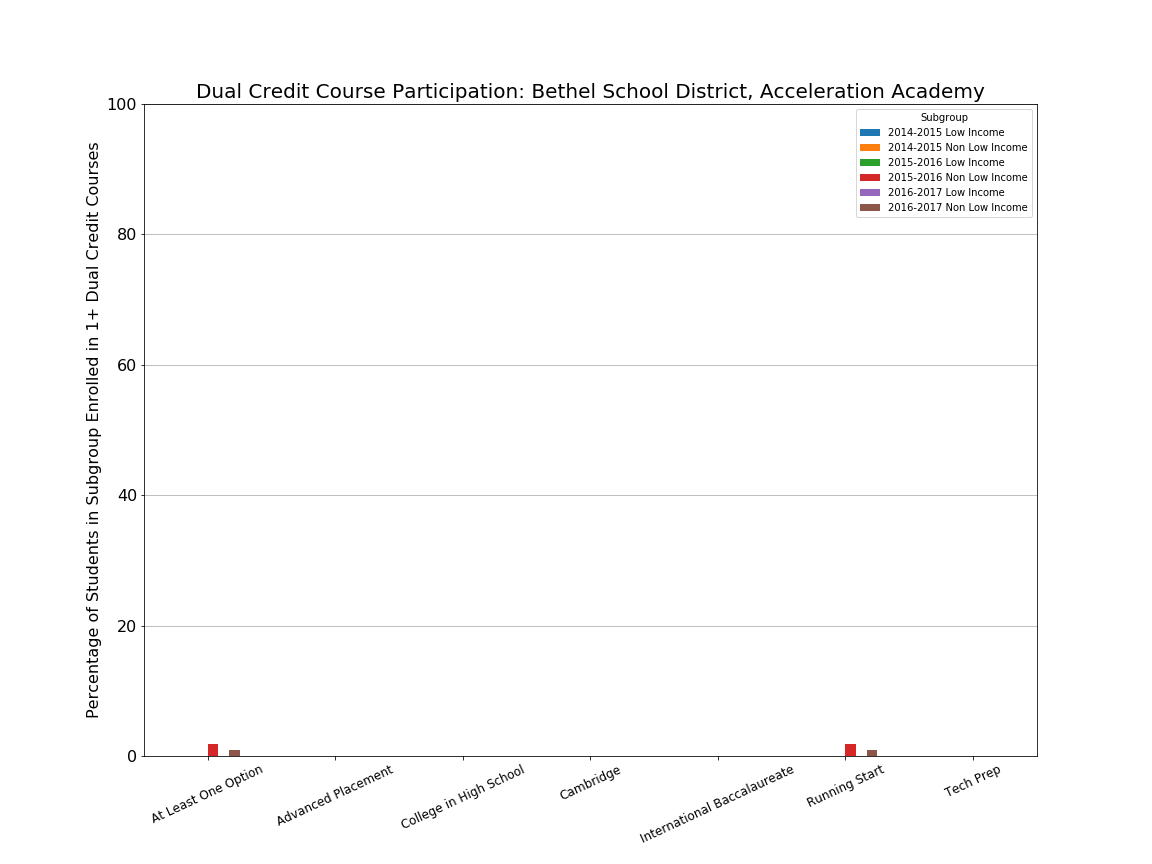 Dual Credit Course Participation: Bethel School District, Acceleration Academy
Percentage of Students in Subgroup Enrolled in 1+ Dual Credit Courses
100
80
60
40
20
0
Subgroup
2014-2015 Low Income
2014-2015 Non Low Income
2015-2016 Low Income
2015-2016 Non Low Income
2016-2017 Low Income
2016-2017 Non Low Income
At Least One Option
Advanced Placement
College in High School
Cambridge
International Baccalaureate
Running Start
Tech Prep